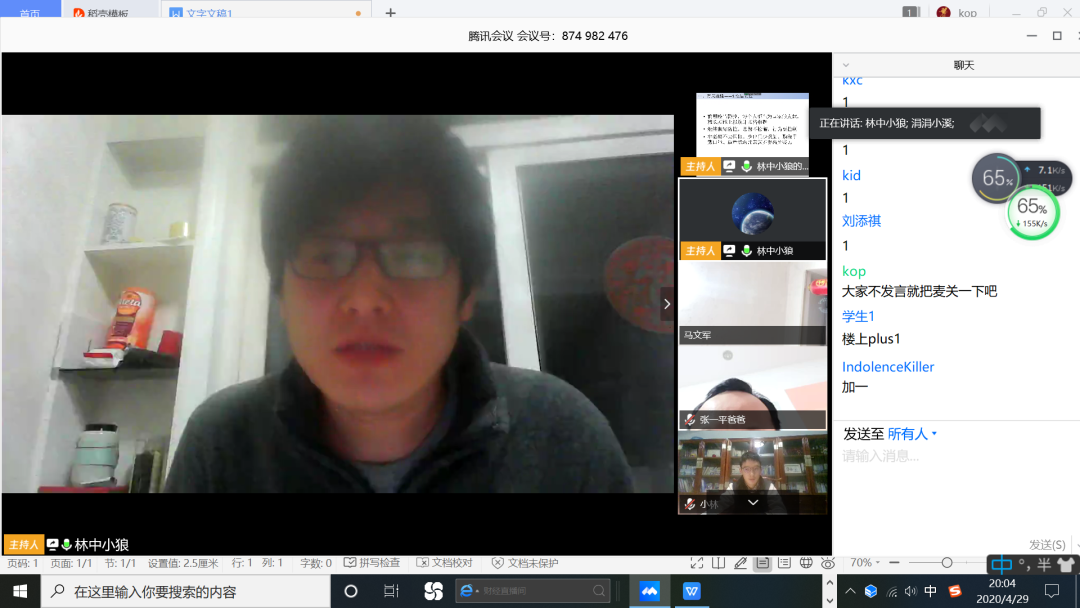 首页
稻壳模板
文字文稿1
1
kop
腾讯会议 会议号：874 982 476
聊天
主持人 林中小狼的...
主持人 林中小狼
马文军
张一平爸爸
小林
主持人 林中小狼
正在讲话: 林中小狼; 涓涓小溪;
kxc
1
1
kid
1
刘添祺
1
kop
大家不发言就把麦关一下吧
学生1
楼上plus1
IndolenceKiller
加一
65%
7.1K/s
65%
155K/s
发送至 所有人
请输入消息...
发送(S)
页码: 1 页面: 1/1 节: 1/1 设置值: 2.5厘米 行: 1 列: 1 字数: 0 拼写检查 文档校对 文档未保护
70%
中 °, 半
在这里输入你要搜索的内容
财经直播间
中
20:04
2020/4/29